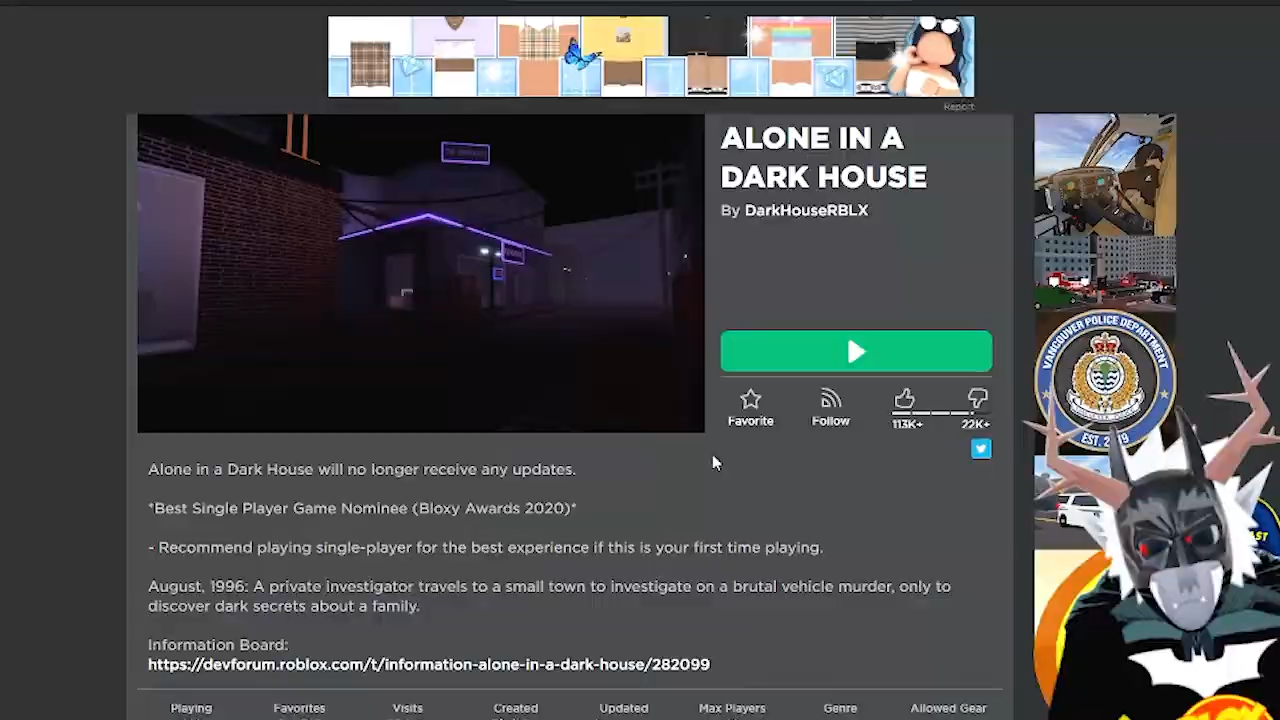 Report
ALONE IN A
DARK HOUSE
By DarkHouseRBLX
Favorite
Follow
113K+
22K+
VANCOUVER POLICE DEPARTMENT
Alone in a Dark House will no longer receive any updates.
*Best Single Player Game Nominee (Bloxy Awards 2020)*
- Recommend playing single-player for the best experience if this is your first time playing.
August, 1996: A private investigator travels to a small town to investigate on a brutal vehicle murder, only to
discover dark secrets about a family.
Information Board:
https://devforum.roblox.com/t/information-alone-in-a-dark-house/282099
Playing
Favorites
Visits
Created
Updated
Max Players
Genre
Allowed Gear